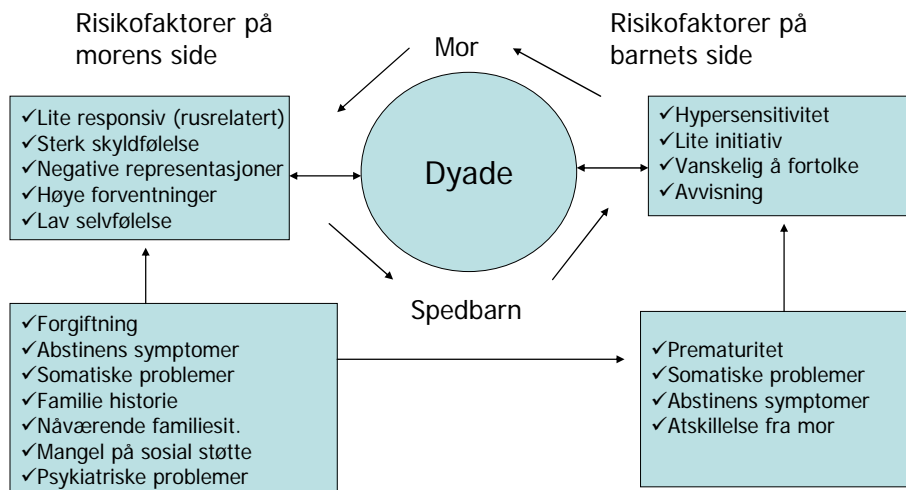 Risikofaktorer på
morens side
Mor
Risikofaktorer på
barnets side
✓Lite responsiv (rusrelatert)
✓Sterk skyldfølelse
✓Negative representasjoner
✓Høye forventninger
✓Lav selvfølelse
Dyade
✓Hypersensitivitet
✓Lite initiativ
✓Vanskelig å fortolke
✓Avvisning
Spedbarn
✓Forgiftning
✓Abstinens symptomer
✓Somatiske problemer
✓Familie historie
✓Nåværende familiesit.
✓Mangel på sosial støtte
✓Psykiatriske problemer
✓Prematuritet
✓Somatiske problemer
✓Abstinens symptomer
✓Atskillelse fra mor